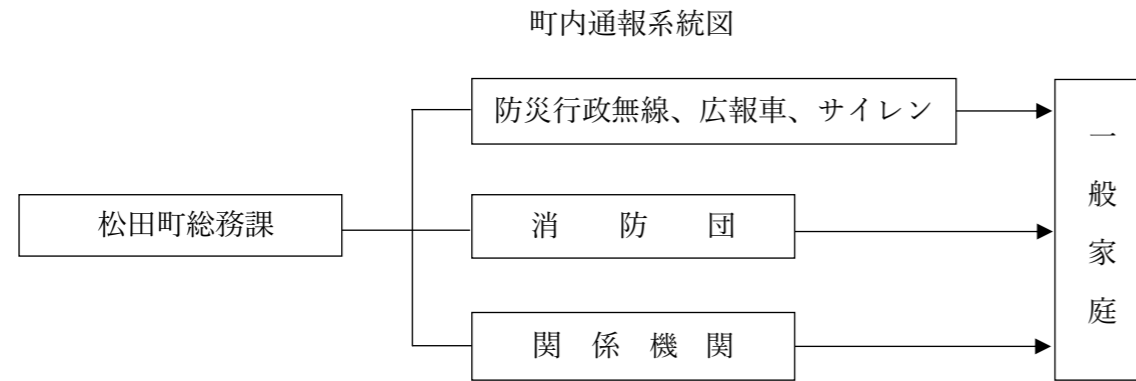 町内通報系統図
防災行政無線、広報車、サイレン
松田町総務課
消防団
関係機関
一般家庭